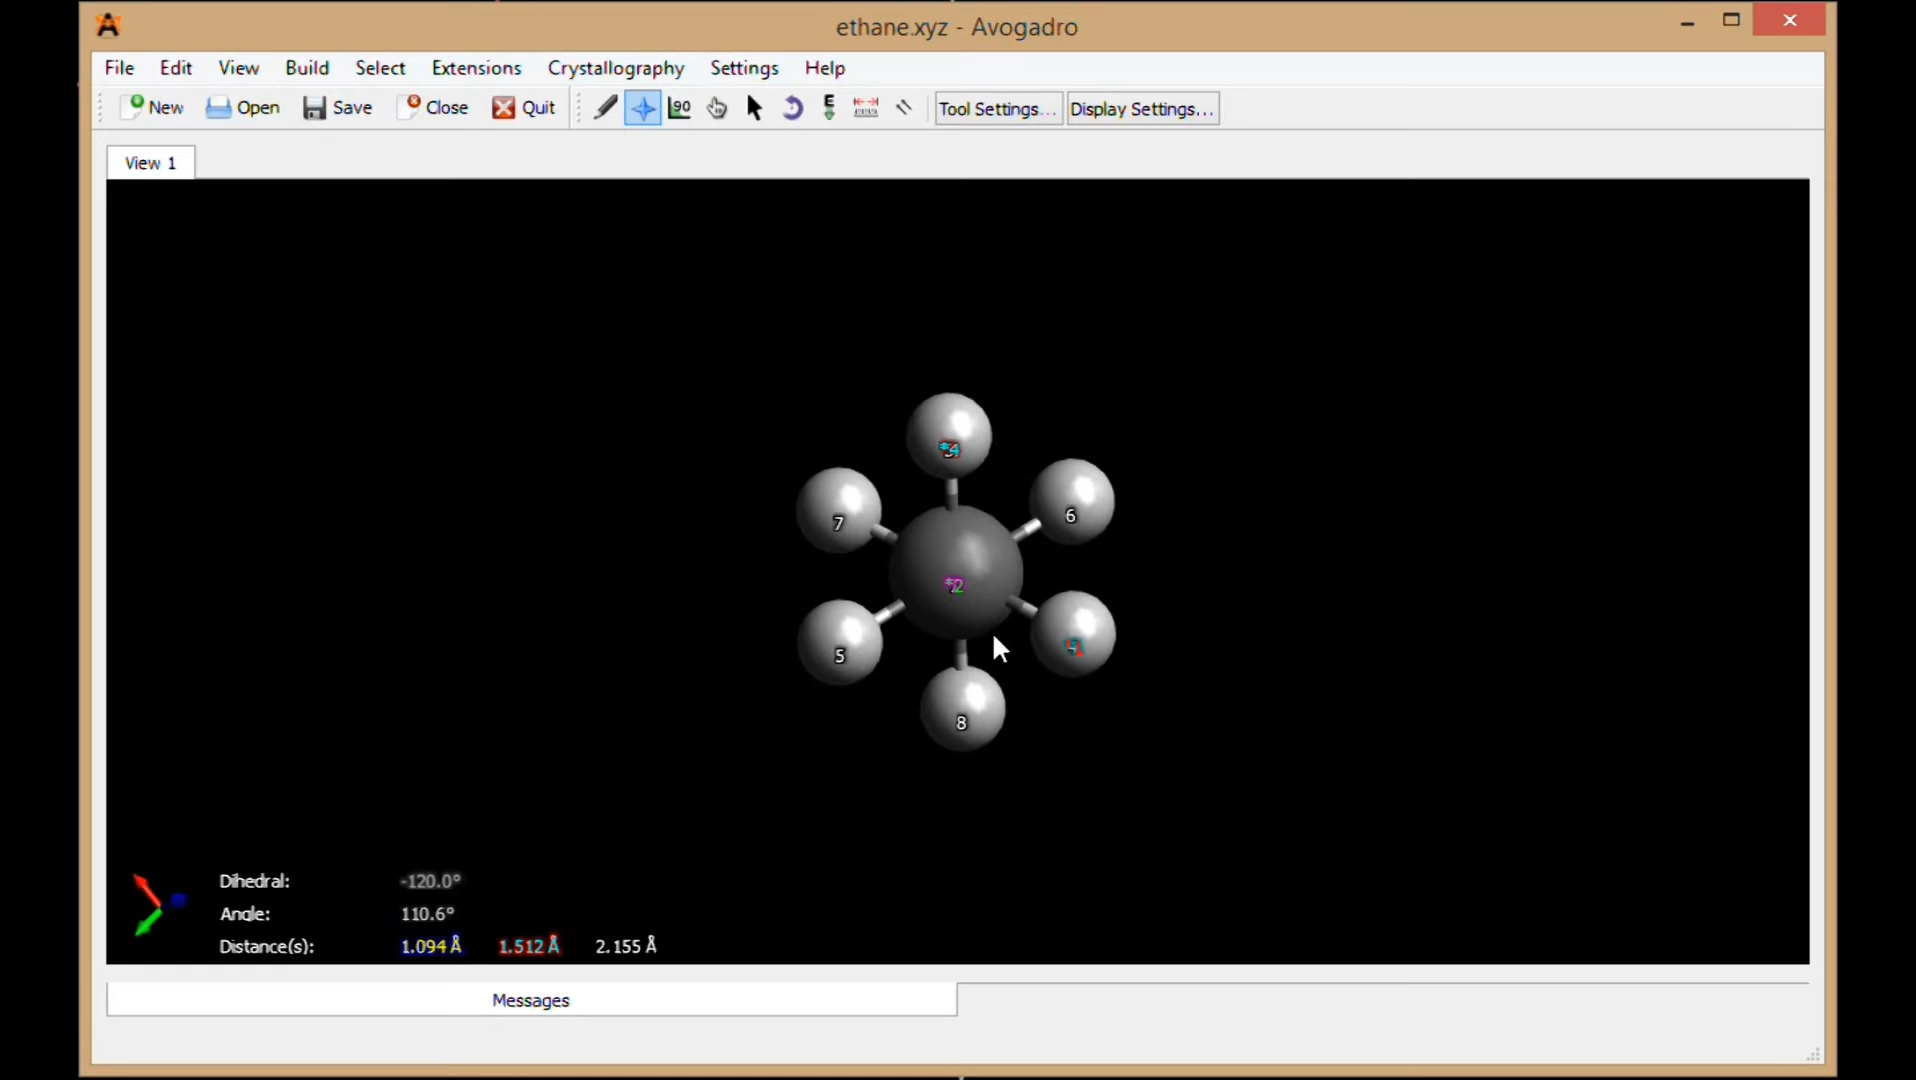 ethane.xyz - Avogadro
File Edit View Build Select Extensions Crystallography Settings Help
New Open Save Close Quit 90 E Tool Settings... Display Settings...
View 1
7
6
*2
5
8
Dihedral: -120.0°
Angle: 110.6°
Distance(s): 1.094 Å 1.512 Å 2.155 Å
Messages